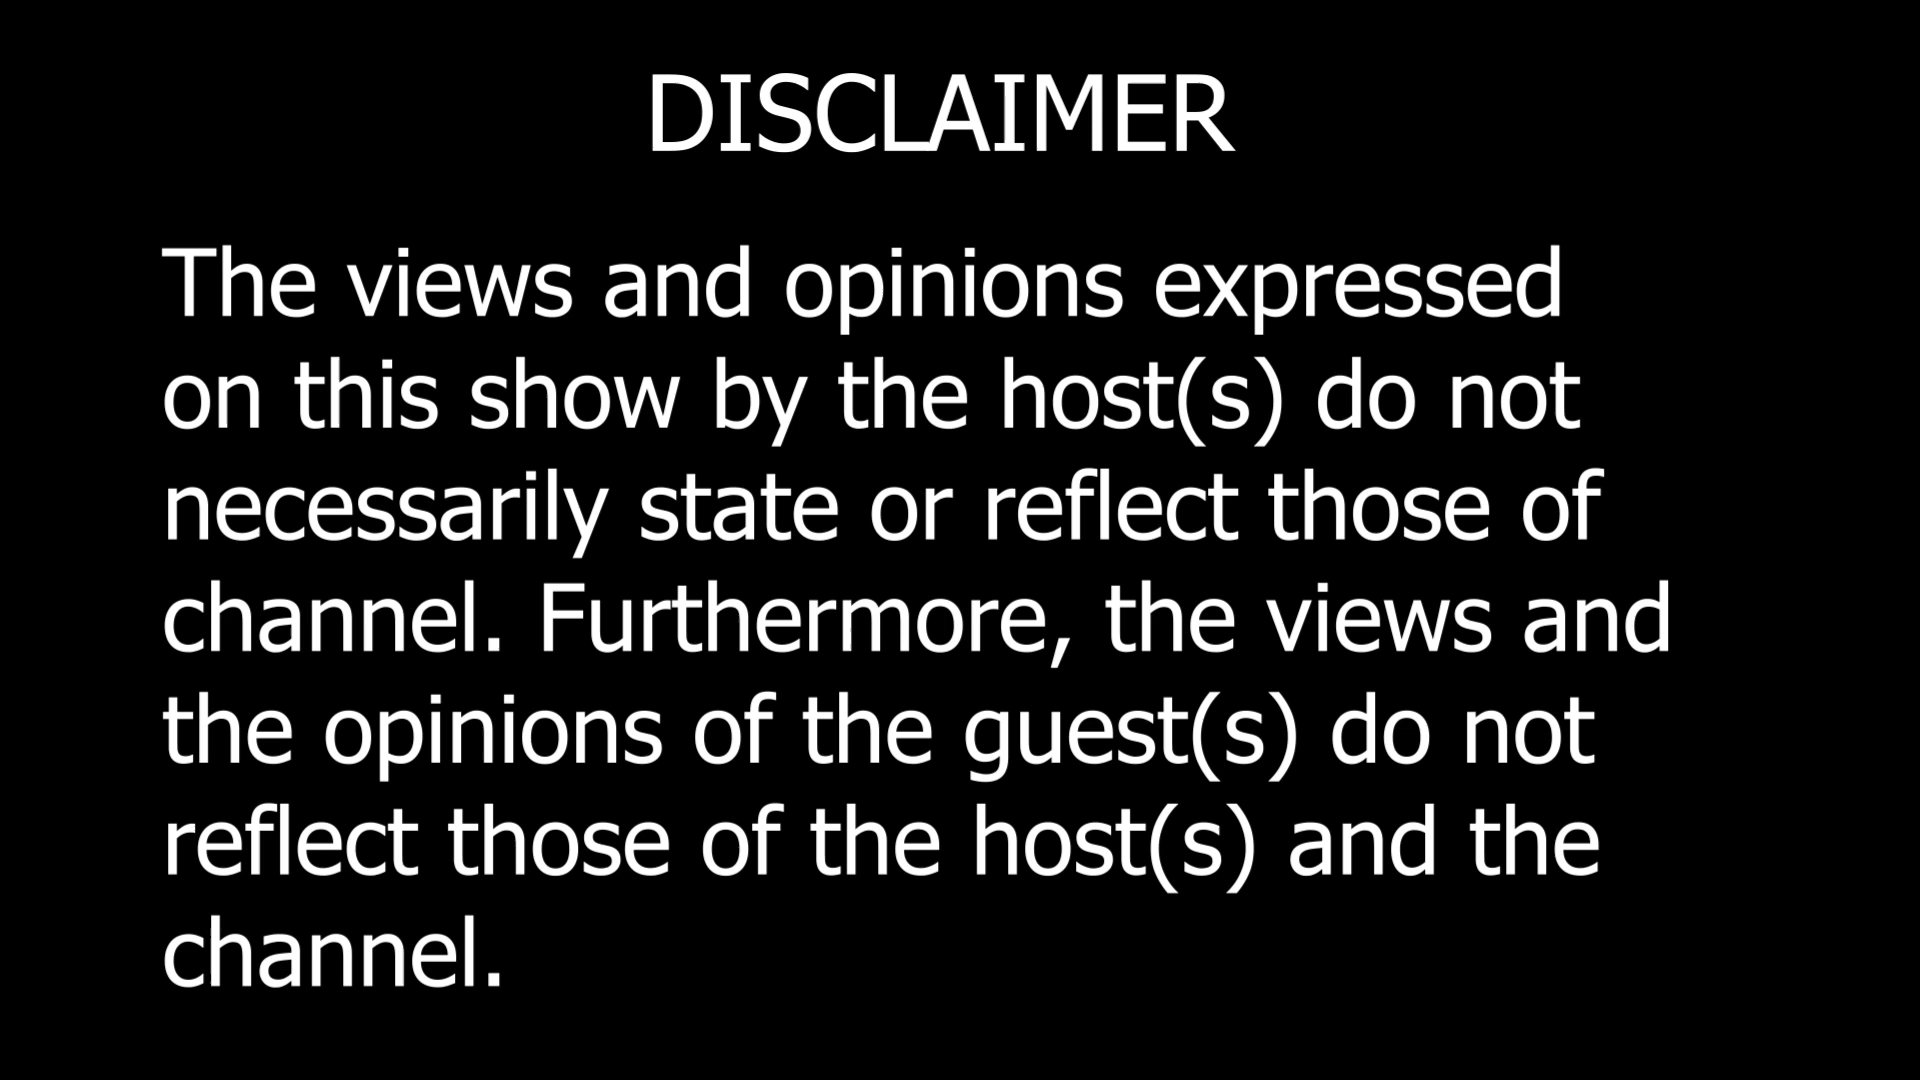 DISCLAIMER
The views and opinions expressed
on this show by the host(s) do not
necessarily state or reflect those of
channel. Furthermore, the views and
the opinions of the guest(s) do not
reflect those of the host(s) and the
channel.